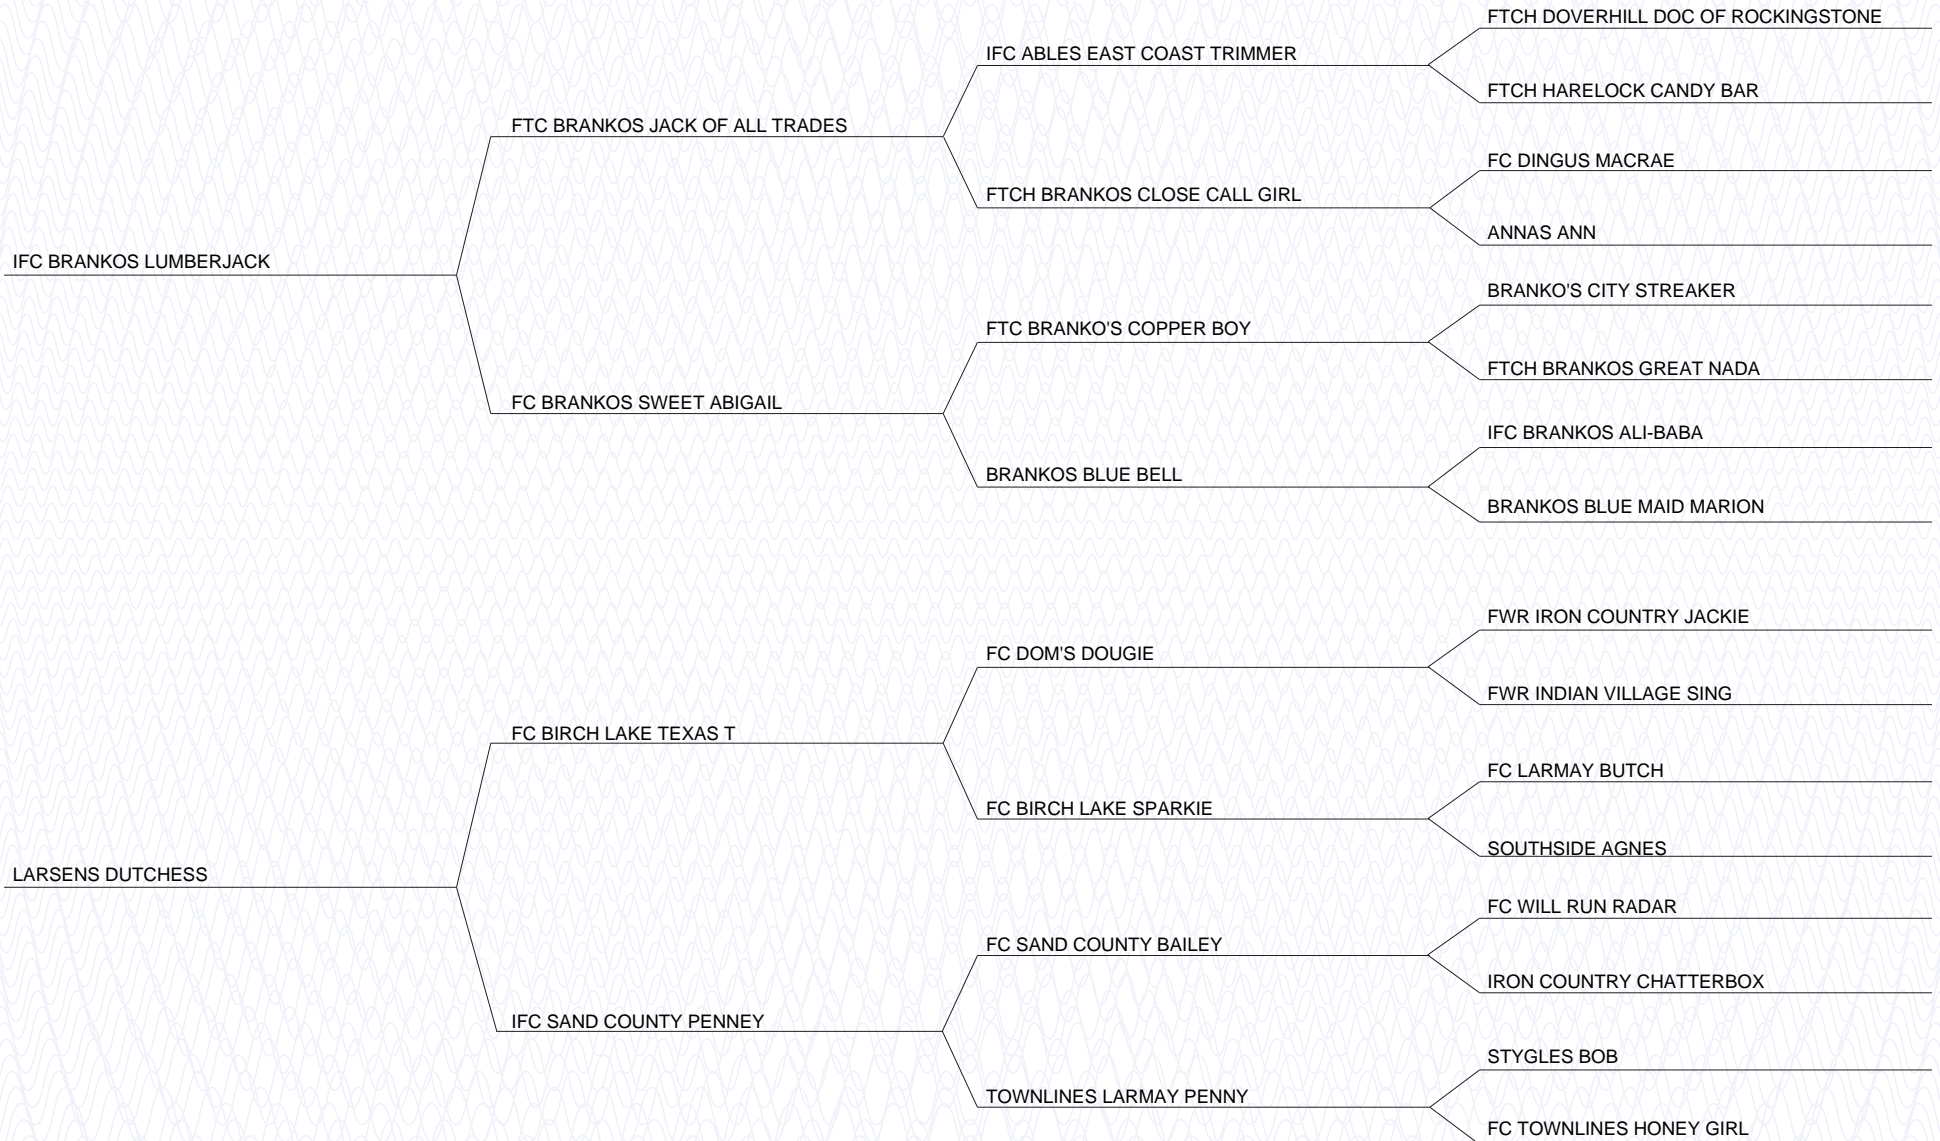 FTCH DOVERHILL DOC OF ROCKINGSTONE
IFC ABLES EAST COAST TRIMMER
FTCH HARELOCK CANDY BAR
FTC BRANKOS JACK OF ALL TRADES
FC DINGUS MACRAE
FTCH BRANKOS CLOSE CALL GIRL
ANNAS ANN
IFC BRANKOS LUMBERJACK
BRANKO'S CITY STREAKER
FTC BRANKO'S COPPER BOY
FTCH BRANKOS GREAT NADA
FC BRANKOS SWEET ABIGAIL
IFC BRANKOS ALI-BABA
BRANKOS BLUE BELL
BRANKOS BLUE MAID MARION
FWR IRON COUNTRY JACKIE
FC DOM'S DOUGIE
FWR INDIAN VILLAGE SING
FC BIRCH LAKE TEXAS T
FC LARMAY BUTCH
FC BIRCH LAKE SPARKIE
SOUTHSIDE AGNES
LARSENS DUTCHESS
FC WILL RUN RADAR
FC SAND COUNTY BAILEY
IRON COUNTRY CHATTERBOX
IFC SAND COUNTY PENNEY
STYGLES BOB
TOWNLINES LARMAY PENNY
FC TOWNLINES HONEY GIRL